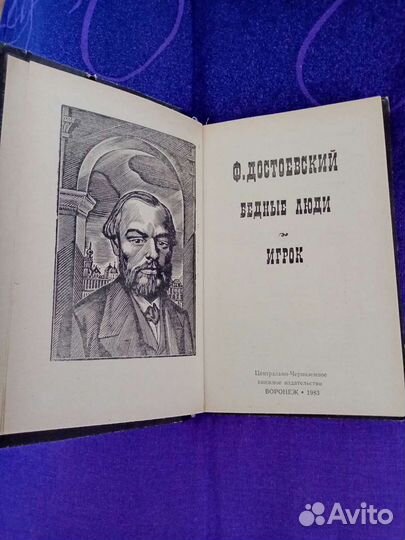 Ф. ДОСТОЕВСКИЙ
БЕДНЫЕ ЛЮДИ
ИГРОК
Центрально-Черноземное
книжное издательство
ВОРОНЕЖ • 1983
Avito